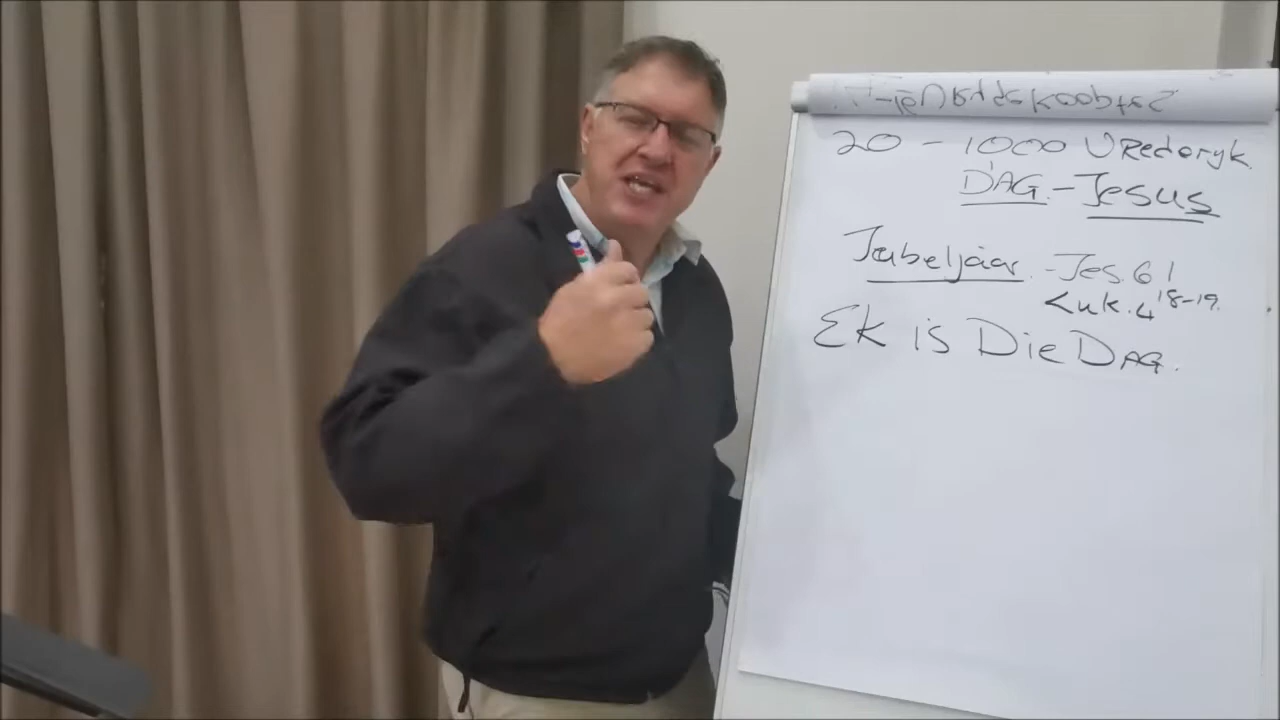 20 - 1000 VRederyk
DAG. - Jesus
Jubeljaar. - Jes. 61
Luk. 4 18-19.
Ek is Die DAG.